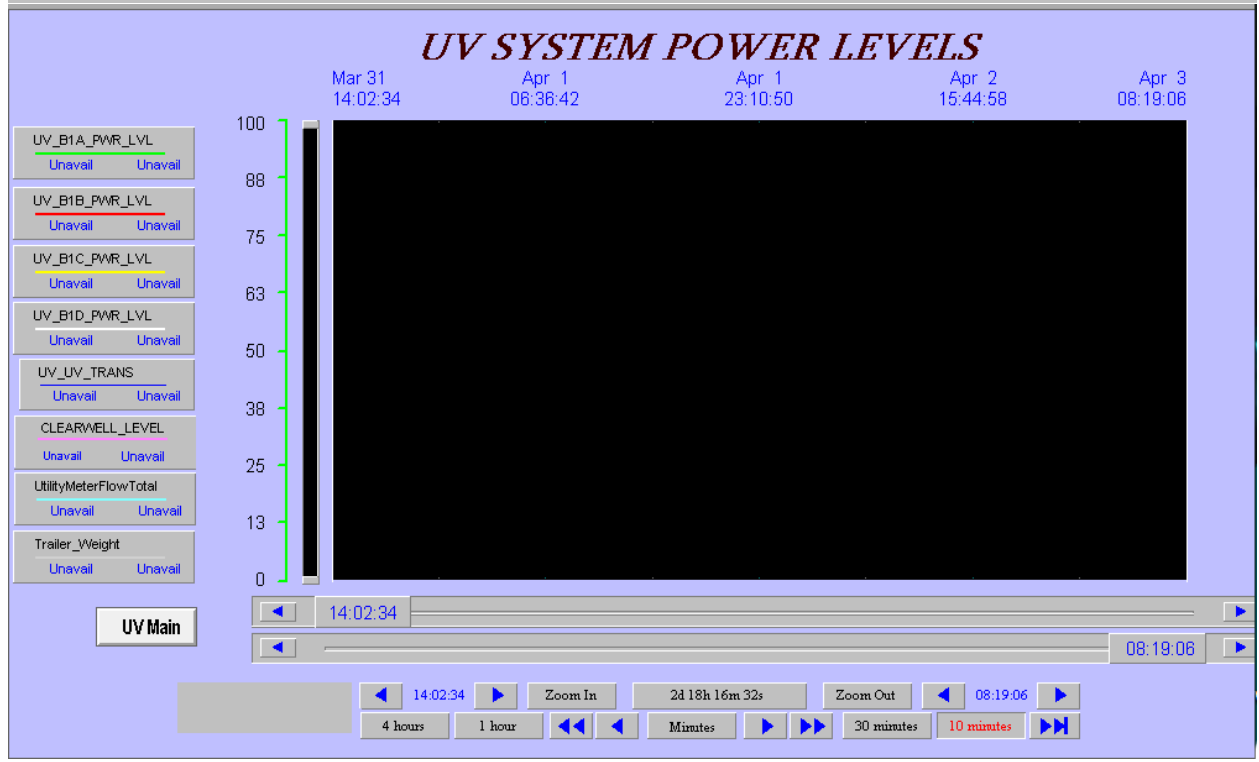 UV SYSTEM POWER LEVELS
Mar 31 Apr 1 Apr 1 Apr 2 Apr 3
14:02:34 06:36:42 23:10:50 15:44:58 08:19:06
100
UV_B1A_PWR_LVL
Unavail Unavail
88
UV_B1B_PWR_LVL
Unavail Unavail
75
UV_B1C_PWR_LVL
Unavail Unavail
63
UV_B1D_PWR_LVL
Unavail Unavail
50
UV_UV_TRANS
Unavail Unavail
38
CLEARWELL_LEVEL
Unavail Unavail
25
UtilityMeterFlowTotal
Unavail Unavail
13
Trailer_Weight
Unavail Unavail
0
14:02:34
UV Main
08:19:06
14:02:34 Zoom In 2d 18h 16m 32s Zoom Out 08:19:06
4 hours 1 hour Minutes 30 minutes 10 minutes